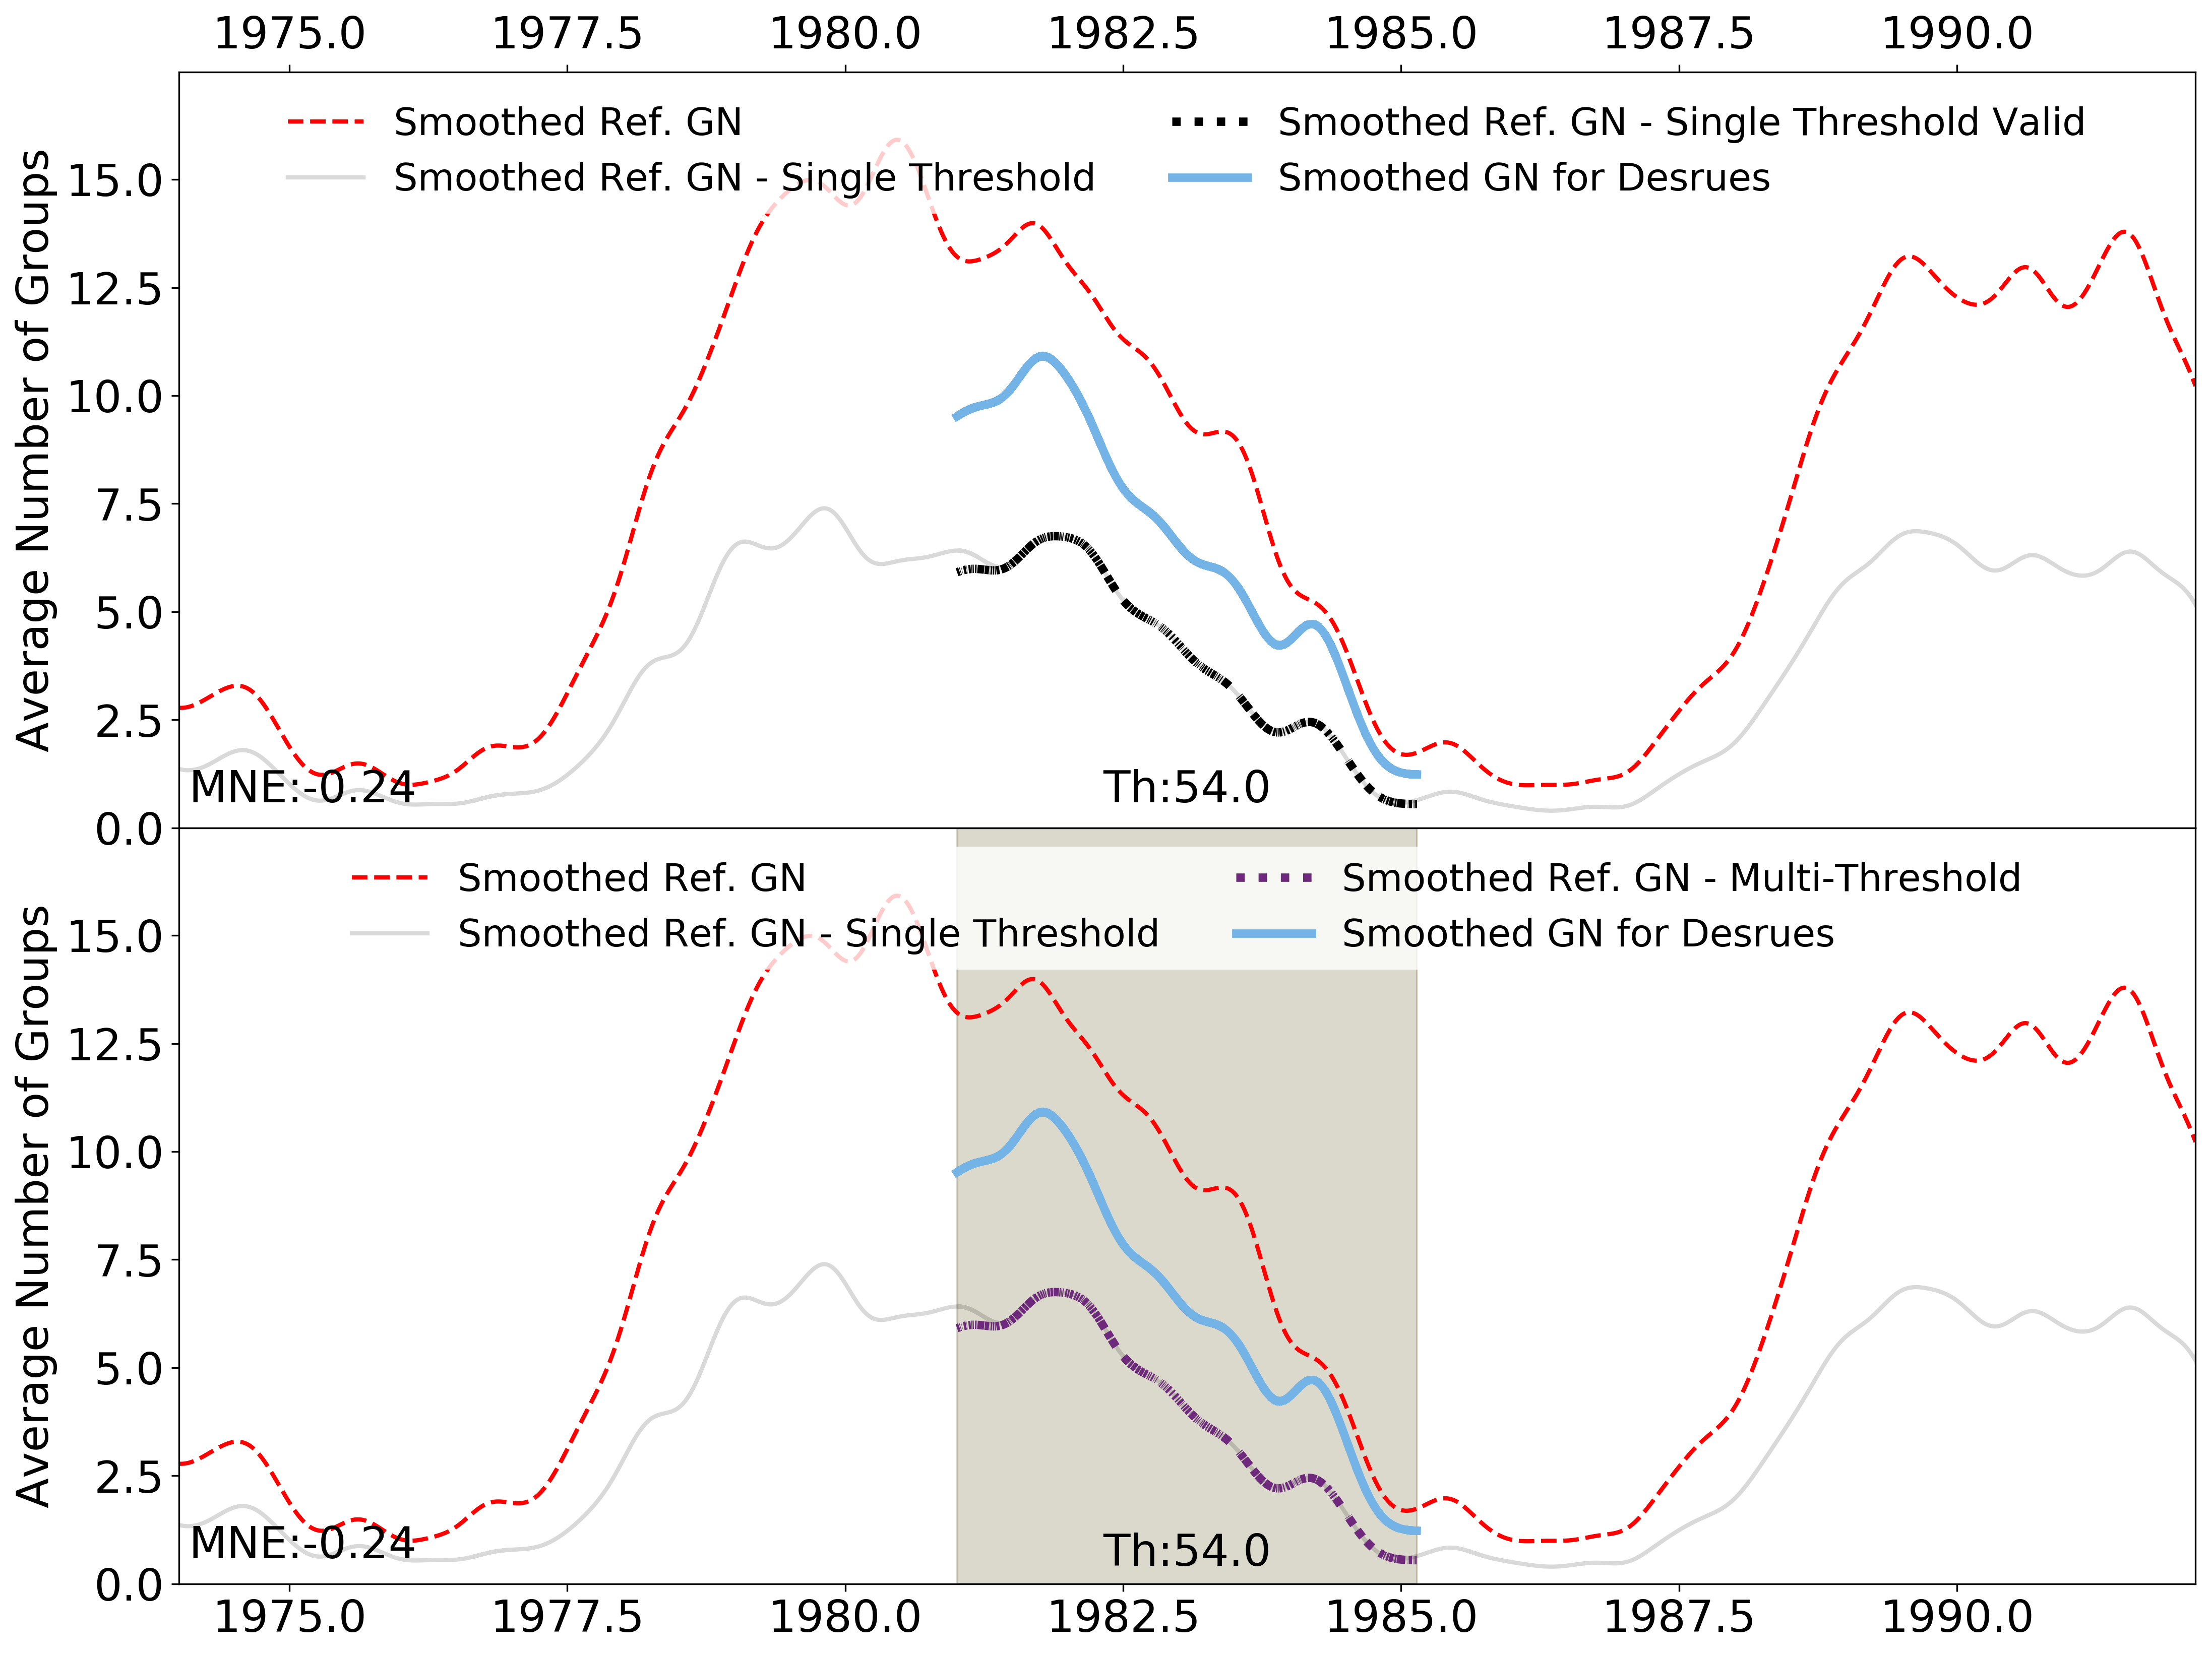 1975.0 1977.5 1980.0 1982.5 1985.0 1987.5 1990.0
Smoothed Ref. GN
Smoothed Ref. GN - Single Threshold
Smoothed Ref. GN - Single Threshold Valid
Smoothed GN for Desrues
Average Number of Groups
15.0
12.5
10.0
7.5
5.0
2.5
0.0
MNE:-0.24
Th:54.0
Smoothed Ref. GN
Smoothed Ref. GN - Single Threshold
Smoothed Ref. GN - Multi-Threshold
Smoothed GN for Desrues
Average Number of Groups
15.0
12.5
10.0
7.5
5.0
2.5
0.0
MNE:-0.24
Th:54.0
1975.0 1977.5 1980.0 1982.5 1985.0 1987.5 1990.0